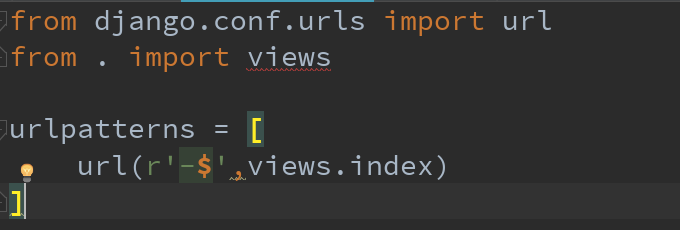 from django.conf.urls import url
from . import views
urlpatterns = [
url(r'-$',views.index)
]